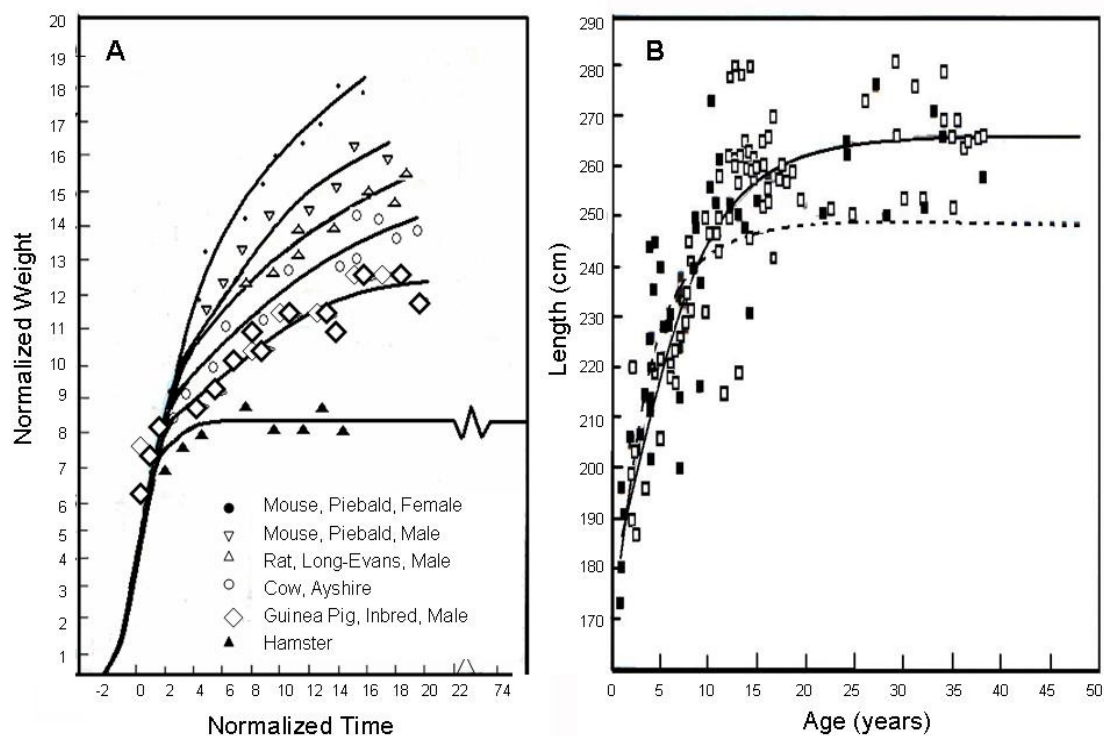 A
20
19
18
17
16
15
14
13
12
11
10
9
8
7
6
5
4
3
2
1
Normalized Weight
Mouse, Piebald, Female
Mouse, Piebald, Male
Rat, Long-Evans, Male
Cow, Ayshire
Guinea Pig, Inbred, Male
Hamster
-2 0 2 4 6 8 10 12 14 16 18 20 22 74
Normalized Time
B
290
280
270
260
250
240
230
220
210
200
190
180
170
Length (cm)
0 5 10 15 20 25 30 35 40 45 50
Age (years)